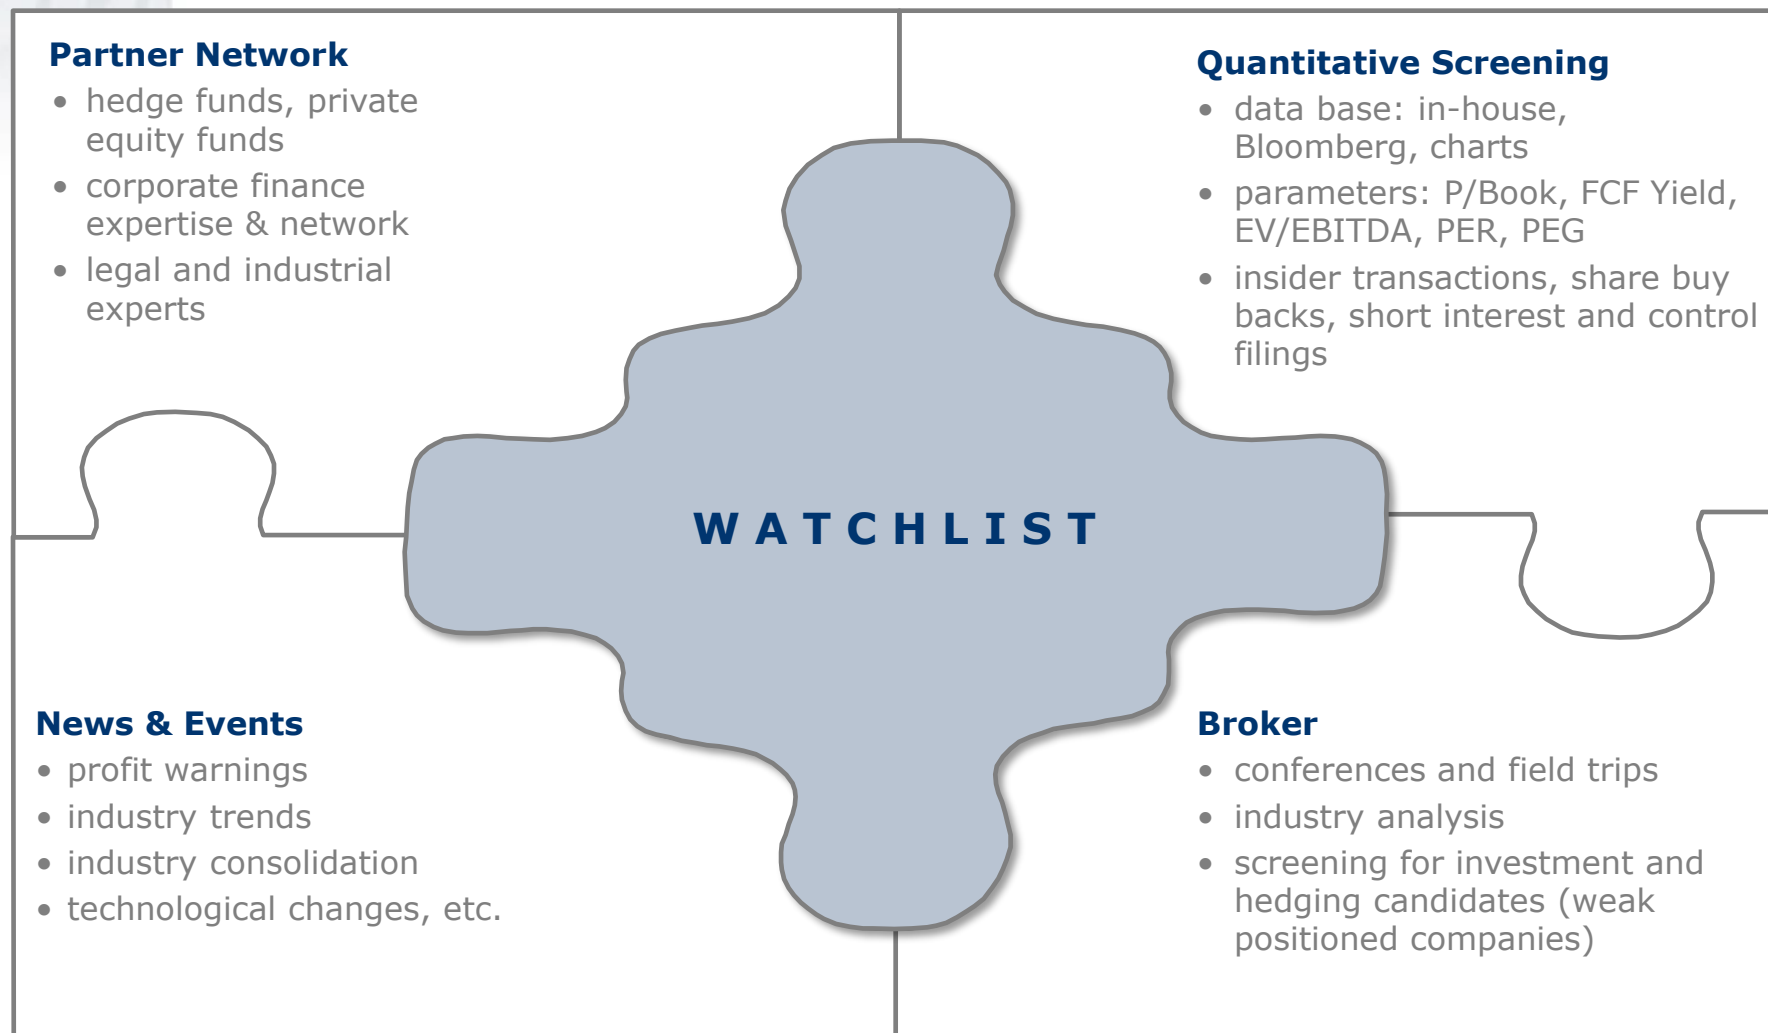 Partner Network
• hedge funds, private
equity funds
• corporate finance
expertise & network
• legal and industrial
experts
Quantitative Screening
• data base: in-house,
Bloomberg, charts
• parameters: P/Book, FCF Yield,
EV/EBITDA, PER, PEG
• insider transactions, share buy
backs, short interest and control
filings
W A T C H L I S T
News & Events
• profit warnings
• industry trends
• industry consolidation
• technological changes, etc.
Broker
• conferences and field trips
• industry analysis
• screening for investment and
hedging candidates (weak
positioned companies)